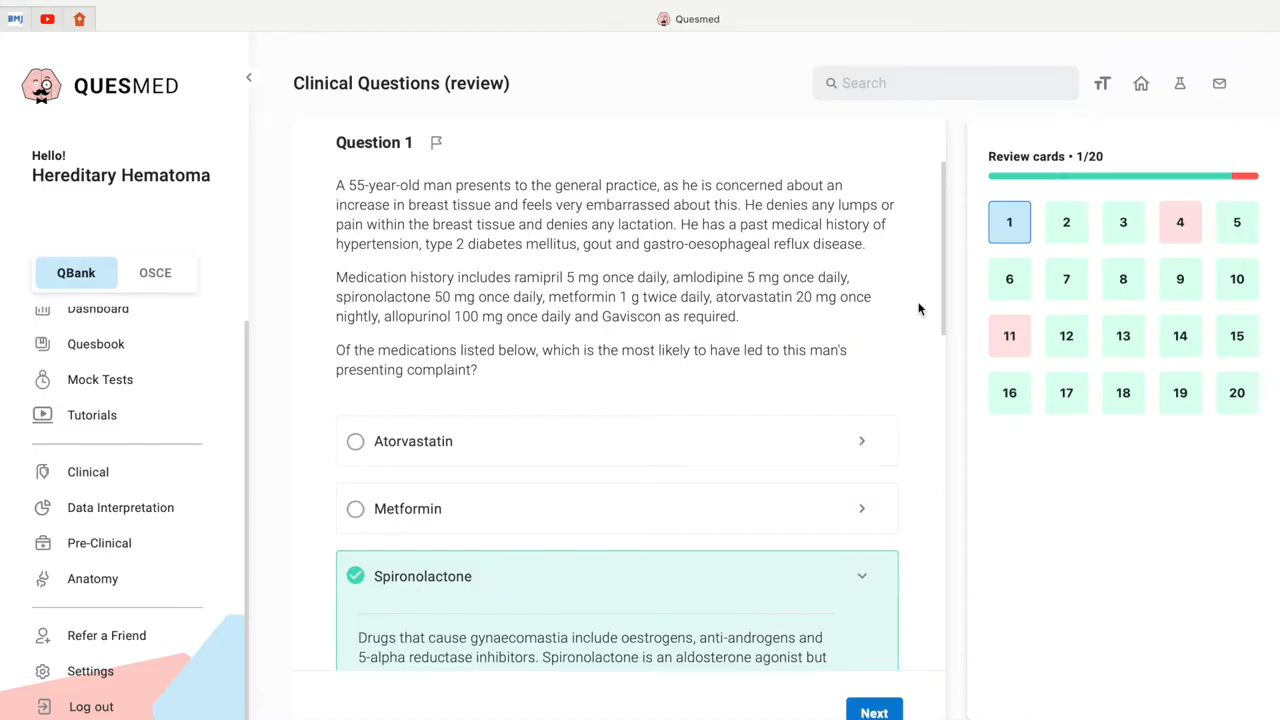 BMJ
Quesmed
QUESMED
Clinical Questions (review)
Search
Hello!
Hereditary Hematoma
QBank
OSCE
Dashboard
Quesbook
Mock Tests
Tutorials
Clinical
Data Interpretation
Pre-Clinical
Anatomy
Refer a Friend
Settings
Log out
Question 1
A 55-year-old man presents to the general practice, as he is concerned about an
increase in breast tissue and feels very embarrassed about this. He denies any lumps or
pain within the breast tissue and denies any lactation. He has a past medical history of
hypertension, type 2 diabetes mellitus, gout and gastro-oesophageal reflux disease.
Medication history includes ramipril 5 mg once daily, amlodipine 5 mg once daily,
spironolactone 50 mg once daily, metformin 1 g twice daily, atorvastatin 20 mg once
nightly, allopurinol 100 mg once daily and Gaviscon as required.
Of the medications listed below, which is the most likely to have led to this man's
presenting complaint?
Atorvastatin
Metformin
Spironolactone
Drugs that cause gynaecomastia include oestrogens, anti-androgens and
5-alpha reductase inhibitors. Spironolactone is an aldosterone agonist but
Next
Review cards • 1/20
1 2 3 4 5
6 7 8 9 10
11 12 13 14 15
16 17 18 19 20